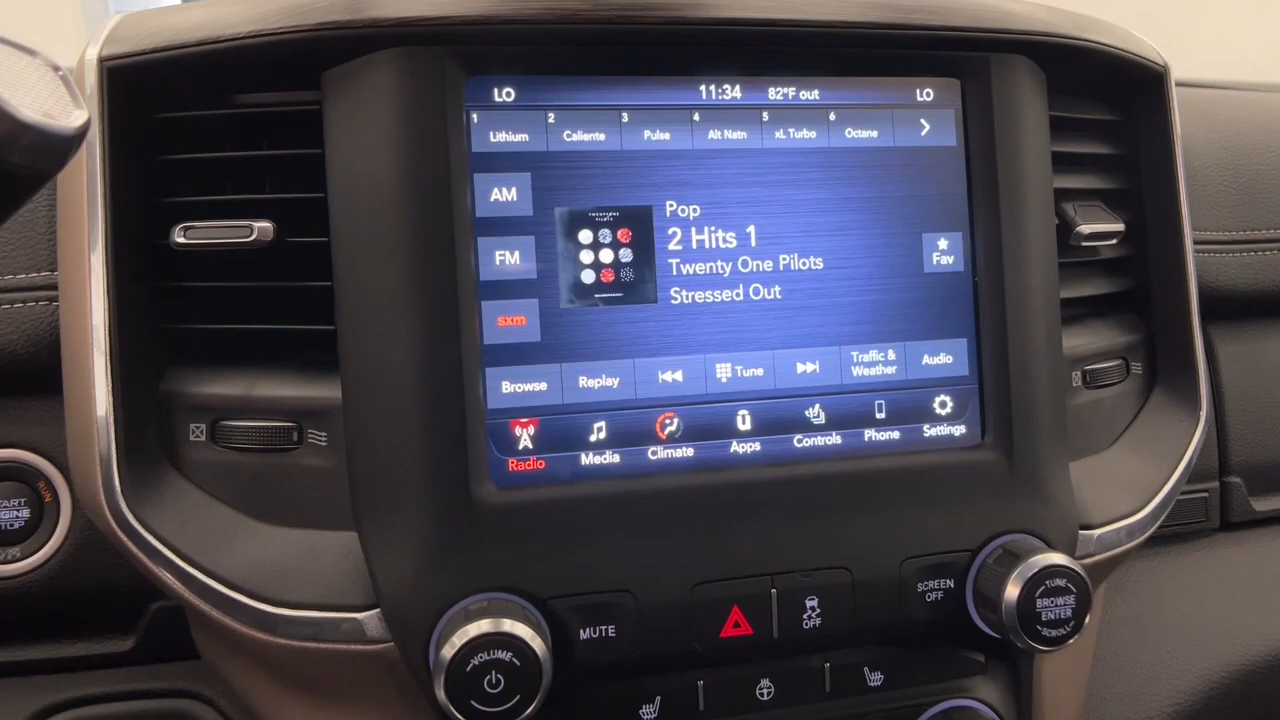 LO
11:34
82°F out
LO
1 Lithium
2 Caliente
3 Pulse
4 Alt Natn
5 xL Turbo
6 Octane
AM
FM
sxm
TWENTY ONE
PILOTS
Pop
2 Hits 1
Twenty One Pilots
Stressed Out
Fav
Browse
Replay
Tune
Traffic &
Weather
Audio
Radio
Media
Climate
Apps
Controls
Phone
Settings
RUN
START
ENGINE
STOP
VOLUME
MUTE
OFF
SCREEN
OFF
TUNE
BROWSE
ENTER
SCROLL